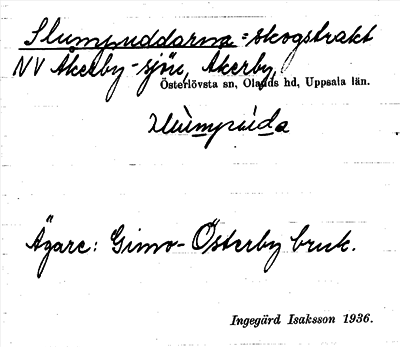 Slumpuddarna = skogstrakt
NV Åkerby-sjön, Åkerby,
Österlövsta sn, Olands hd, Uppsala län.
Ägare: Gimo-Österby bruk.
Ingegärd Isaksson 1936.